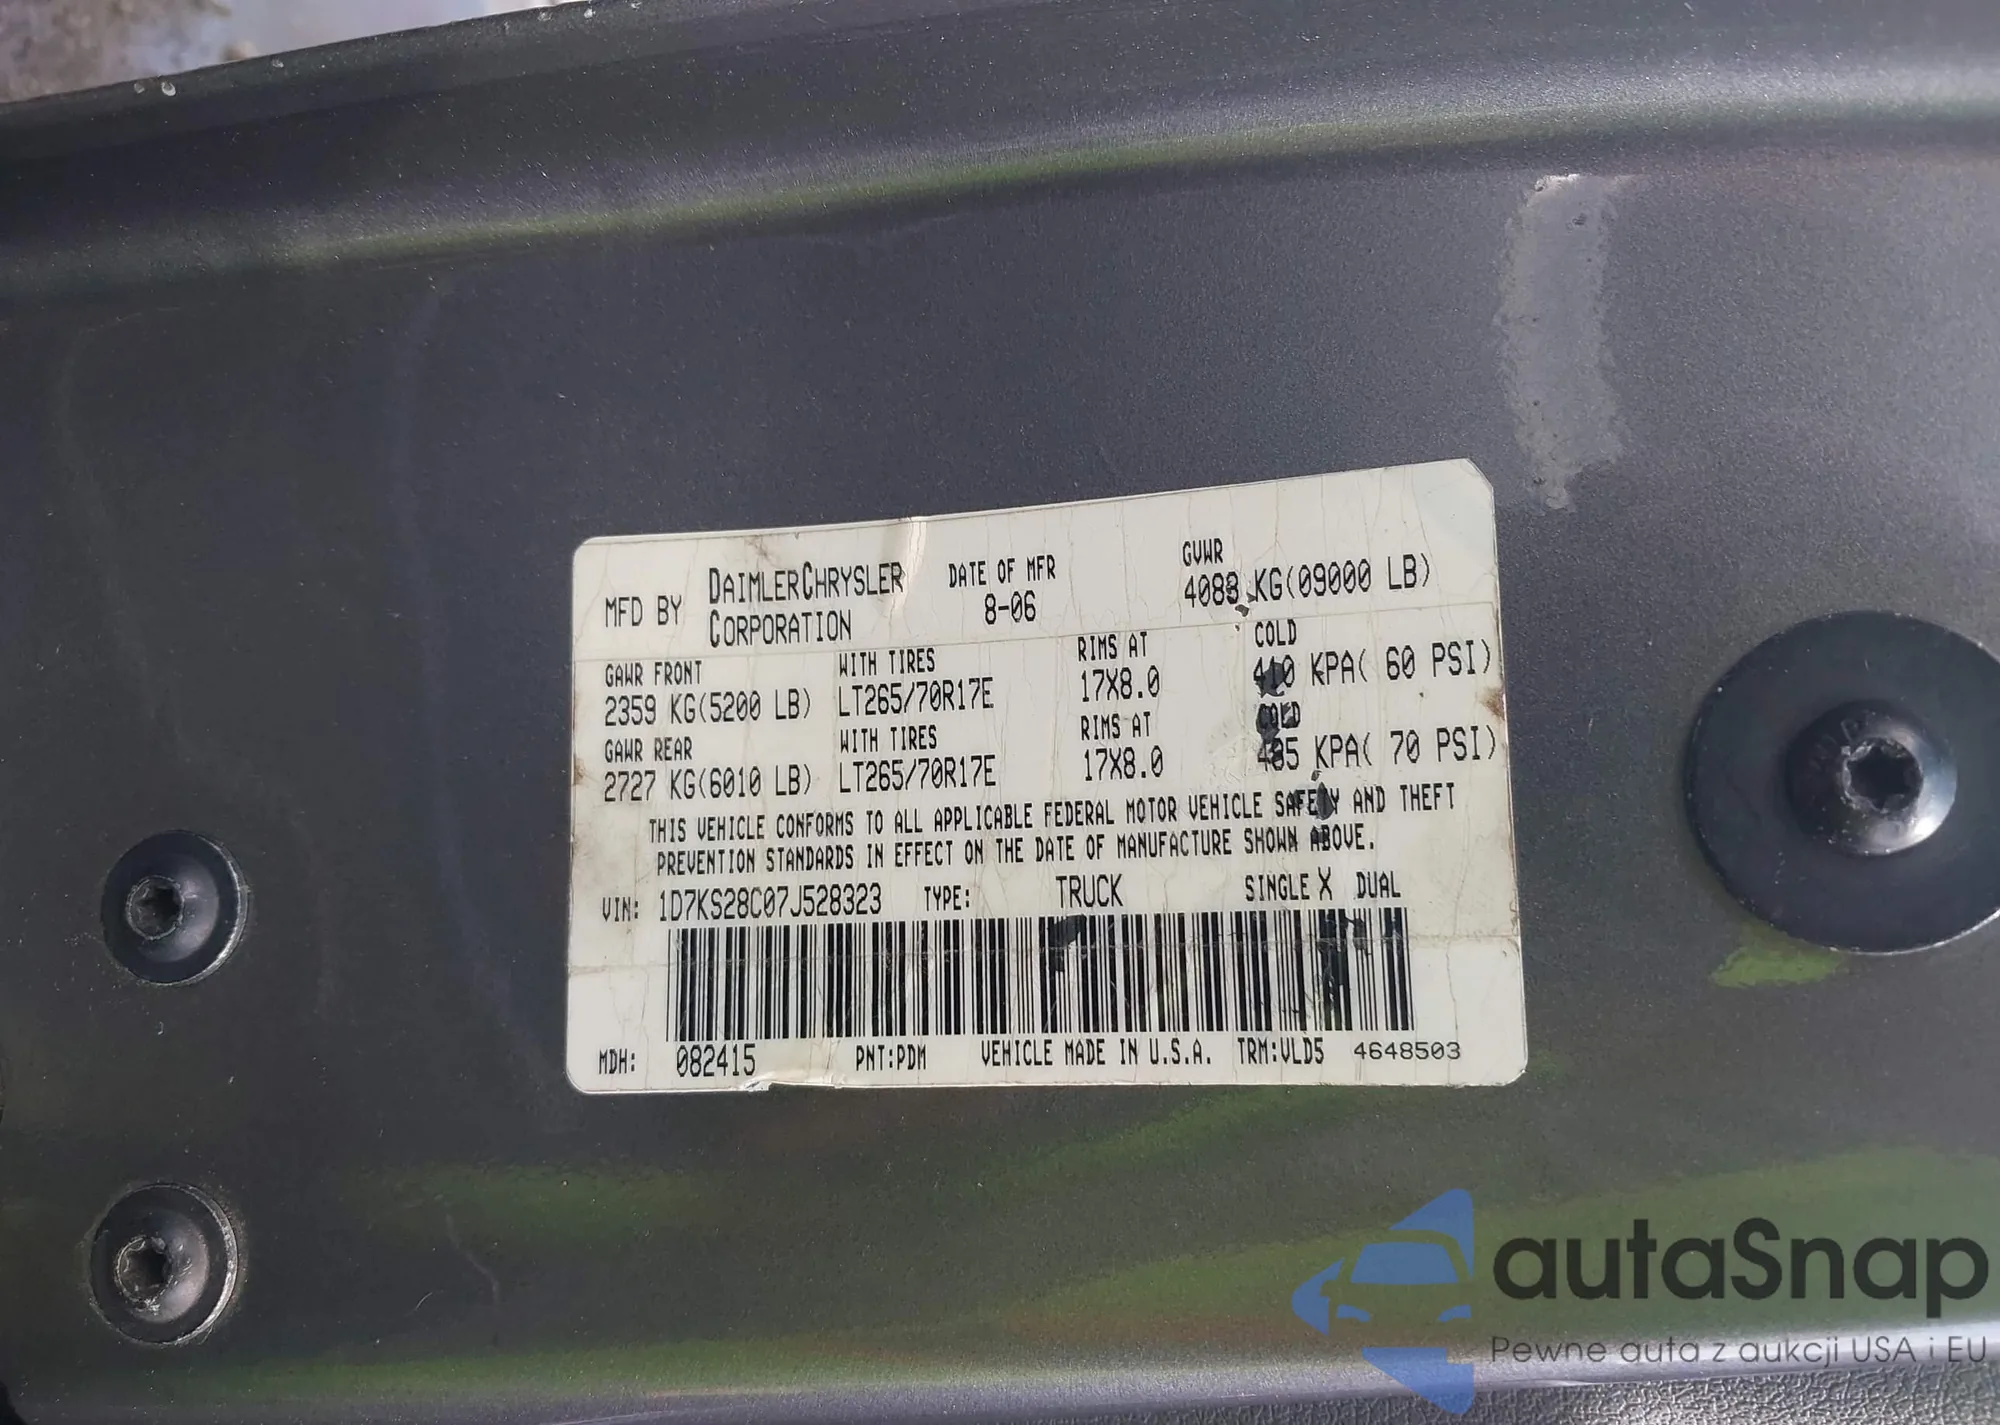 MFD BY DAIMLERCHRYSLER CORPORATION
DATE OF MFR
8-06
GVWR
4083 KG(09000 LB)
GAWR FRONT WITH TIRES RIMS AT COLD
2359 KG(5200 LB) LT265/70R17E 17X8.0 410 KPA( 60 PSI)
GAWR REAR WITH TIRES RIMS AT COLD
2727 KG(6010 LB) LT265/70R17E 17X8.0 485 KPA( 70 PSI)
THIS VEHICLE CONFORMS TO ALL APPLICABLE FEDERAL MOTOR VEHICLE SAFETY AND THEFT
PREVENTION STANDARDS IN EFFECT ON THE DATE OF MANUFACTURE SHOWN ABOVE.
VIN: 1D7KS28C07J528323 TYPE: TRUCK SINGLE X DUAL
MDH: 082415 PNT:PDM VEHICLE MADE IN U.S.A. TRM:VLD5 4648503
autaSnap
Pewne auta z aukcji USA i EU